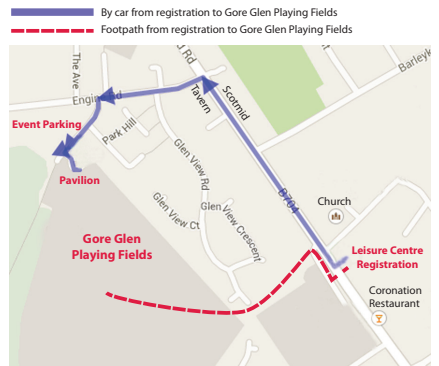 By car from registration to Gore Glen Playing Fields
Footpath from registration to Gore Glen Playing Fields
The Ave
d Rd
Barley
Engine Rd
Tavern
Scotmid
Event Parking
Park Hill
Glen View Rd
Pavilion
B704
Glen View Crescent
Church
Glen View Ct
Gore Glen
Playing Fields
Leisure Centre
Registration
Coronation
Restaurant